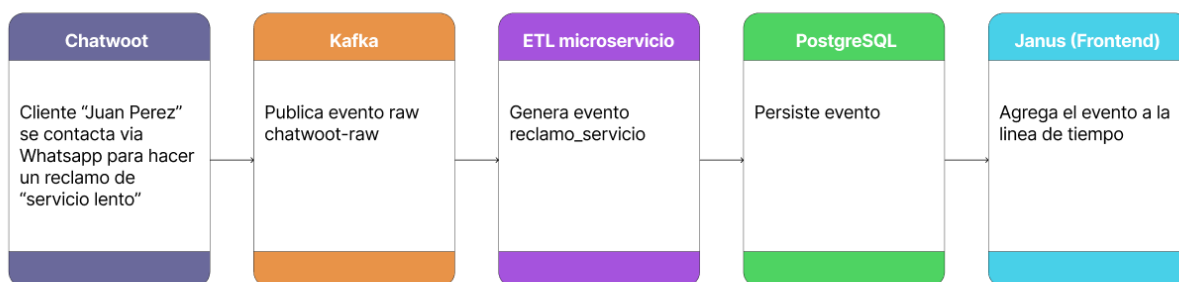 Chatwoot
Cliente “Juan Perez”
se contacta via
Whatsapp para hacer
un reclamo de
“servicio lento”
Kafka
Publica evento raw
chatwoot-raw
ETL microservicio
Genera evento
reclamo_servicio
PostgreSQL
Persiste evento
Janus (Frontend)
Agrega el evento a la
linea de tiempo